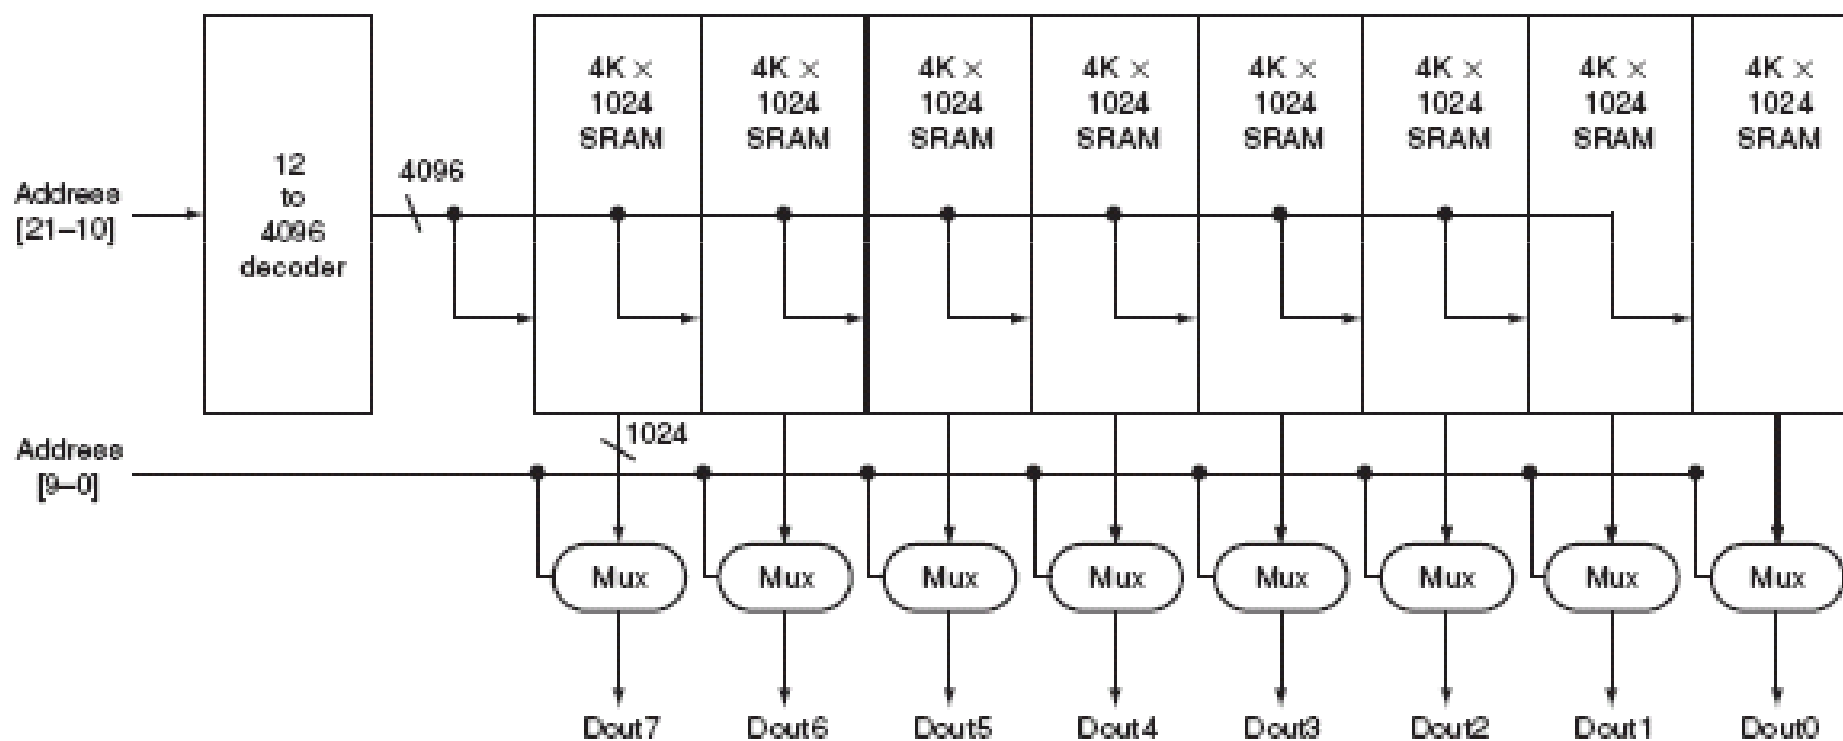 4K ×
1024
SRAM
4K ×
1024
SRAM
4K ×
1024
SRAM
4K ×
1024
SRAM
4K ×
1024
SRAM
4K ×
1024
SRAM
4K ×
1024
SRAM
4K ×
1024
SRAM
12
to
4096
decoder
4096
Address
[21–10]
1024
Address
[9–0]
Mux
Mux
Mux
Mux
Mux
Mux
Mux
Mux
Dout7
Dout6
Dout5
Dout4
Dout3
Dout2
Dout1
Dout0